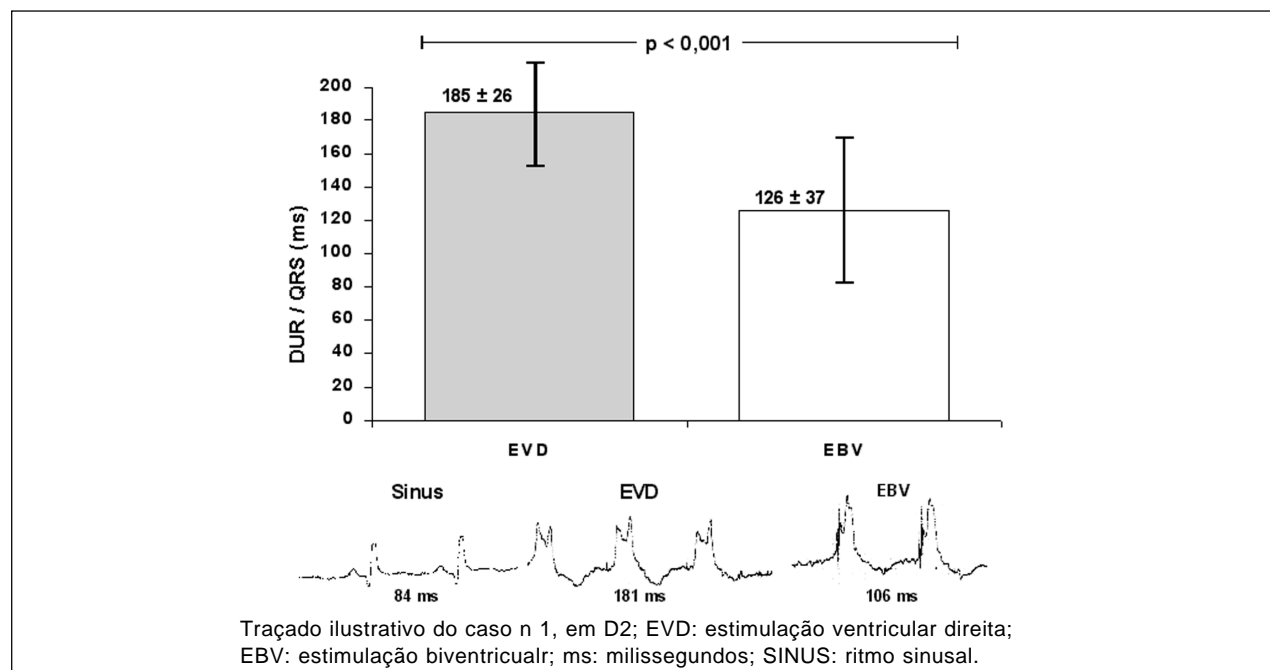 p < 0,001
200
180
160
140
120
100
80
60
40
20
0
DUR / QRS (ms)
185 ± 26
126 ± 37
EVD
EBV
Sinus
EVD
EBV
84 ms
181 ms
106 ms
Traçado ilustrativo do caso n 1, em D2; EVD: estimulação ventricular direita;
EBV: estimulação biventricualr; ms: milissegundos; SINUS: ritmo sinusal.